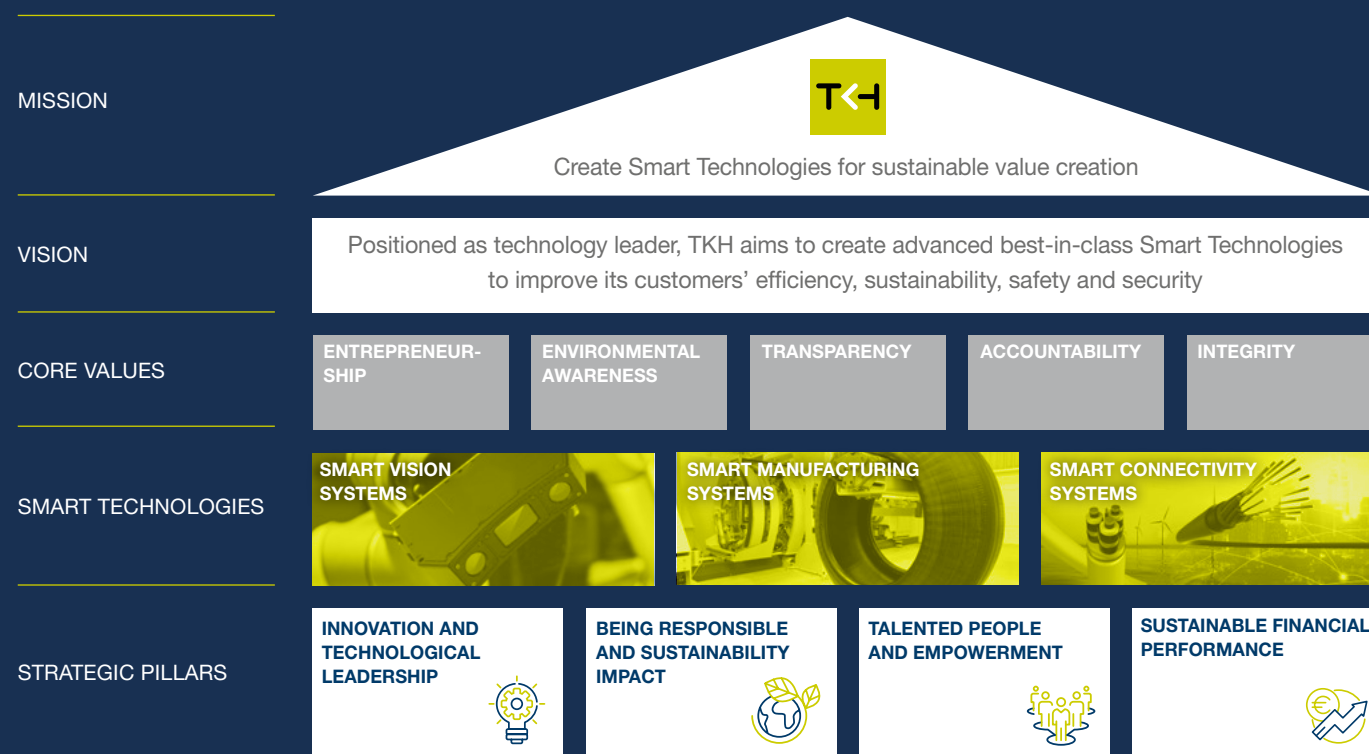 MISSION
TKH
Create Smart Technologies for sustainable value creation
VISION
Positioned as technology leader, TKH aims to create advanced best-in-class Smart Technologies
to improve its customers’ efficiency, sustainability, safety and security
CORE VALUES
ENTREPRENEUR-
SHIP
ENVIRONMENTAL
AWARENESS
TRANSPARENCY
ACCOUNTABILITY
INTEGRITY
SMART TECHNOLOGIES
SMART VISION
SYSTEMS
SMART MANUFACTURING
SYSTEMS
SMART CONNECTIVITY
SYSTEMS
STRATEGIC PILLARS
INNOVATION AND
TECHNOLOGICAL
LEADERSHIP
BEING RESPONSIBLE
AND SUSTAINABILITY
IMPACT
TALENTED PEOPLE
AND EMPOWERMENT
SUSTAINABLE FINANCIAL
PERFORMANCE
€